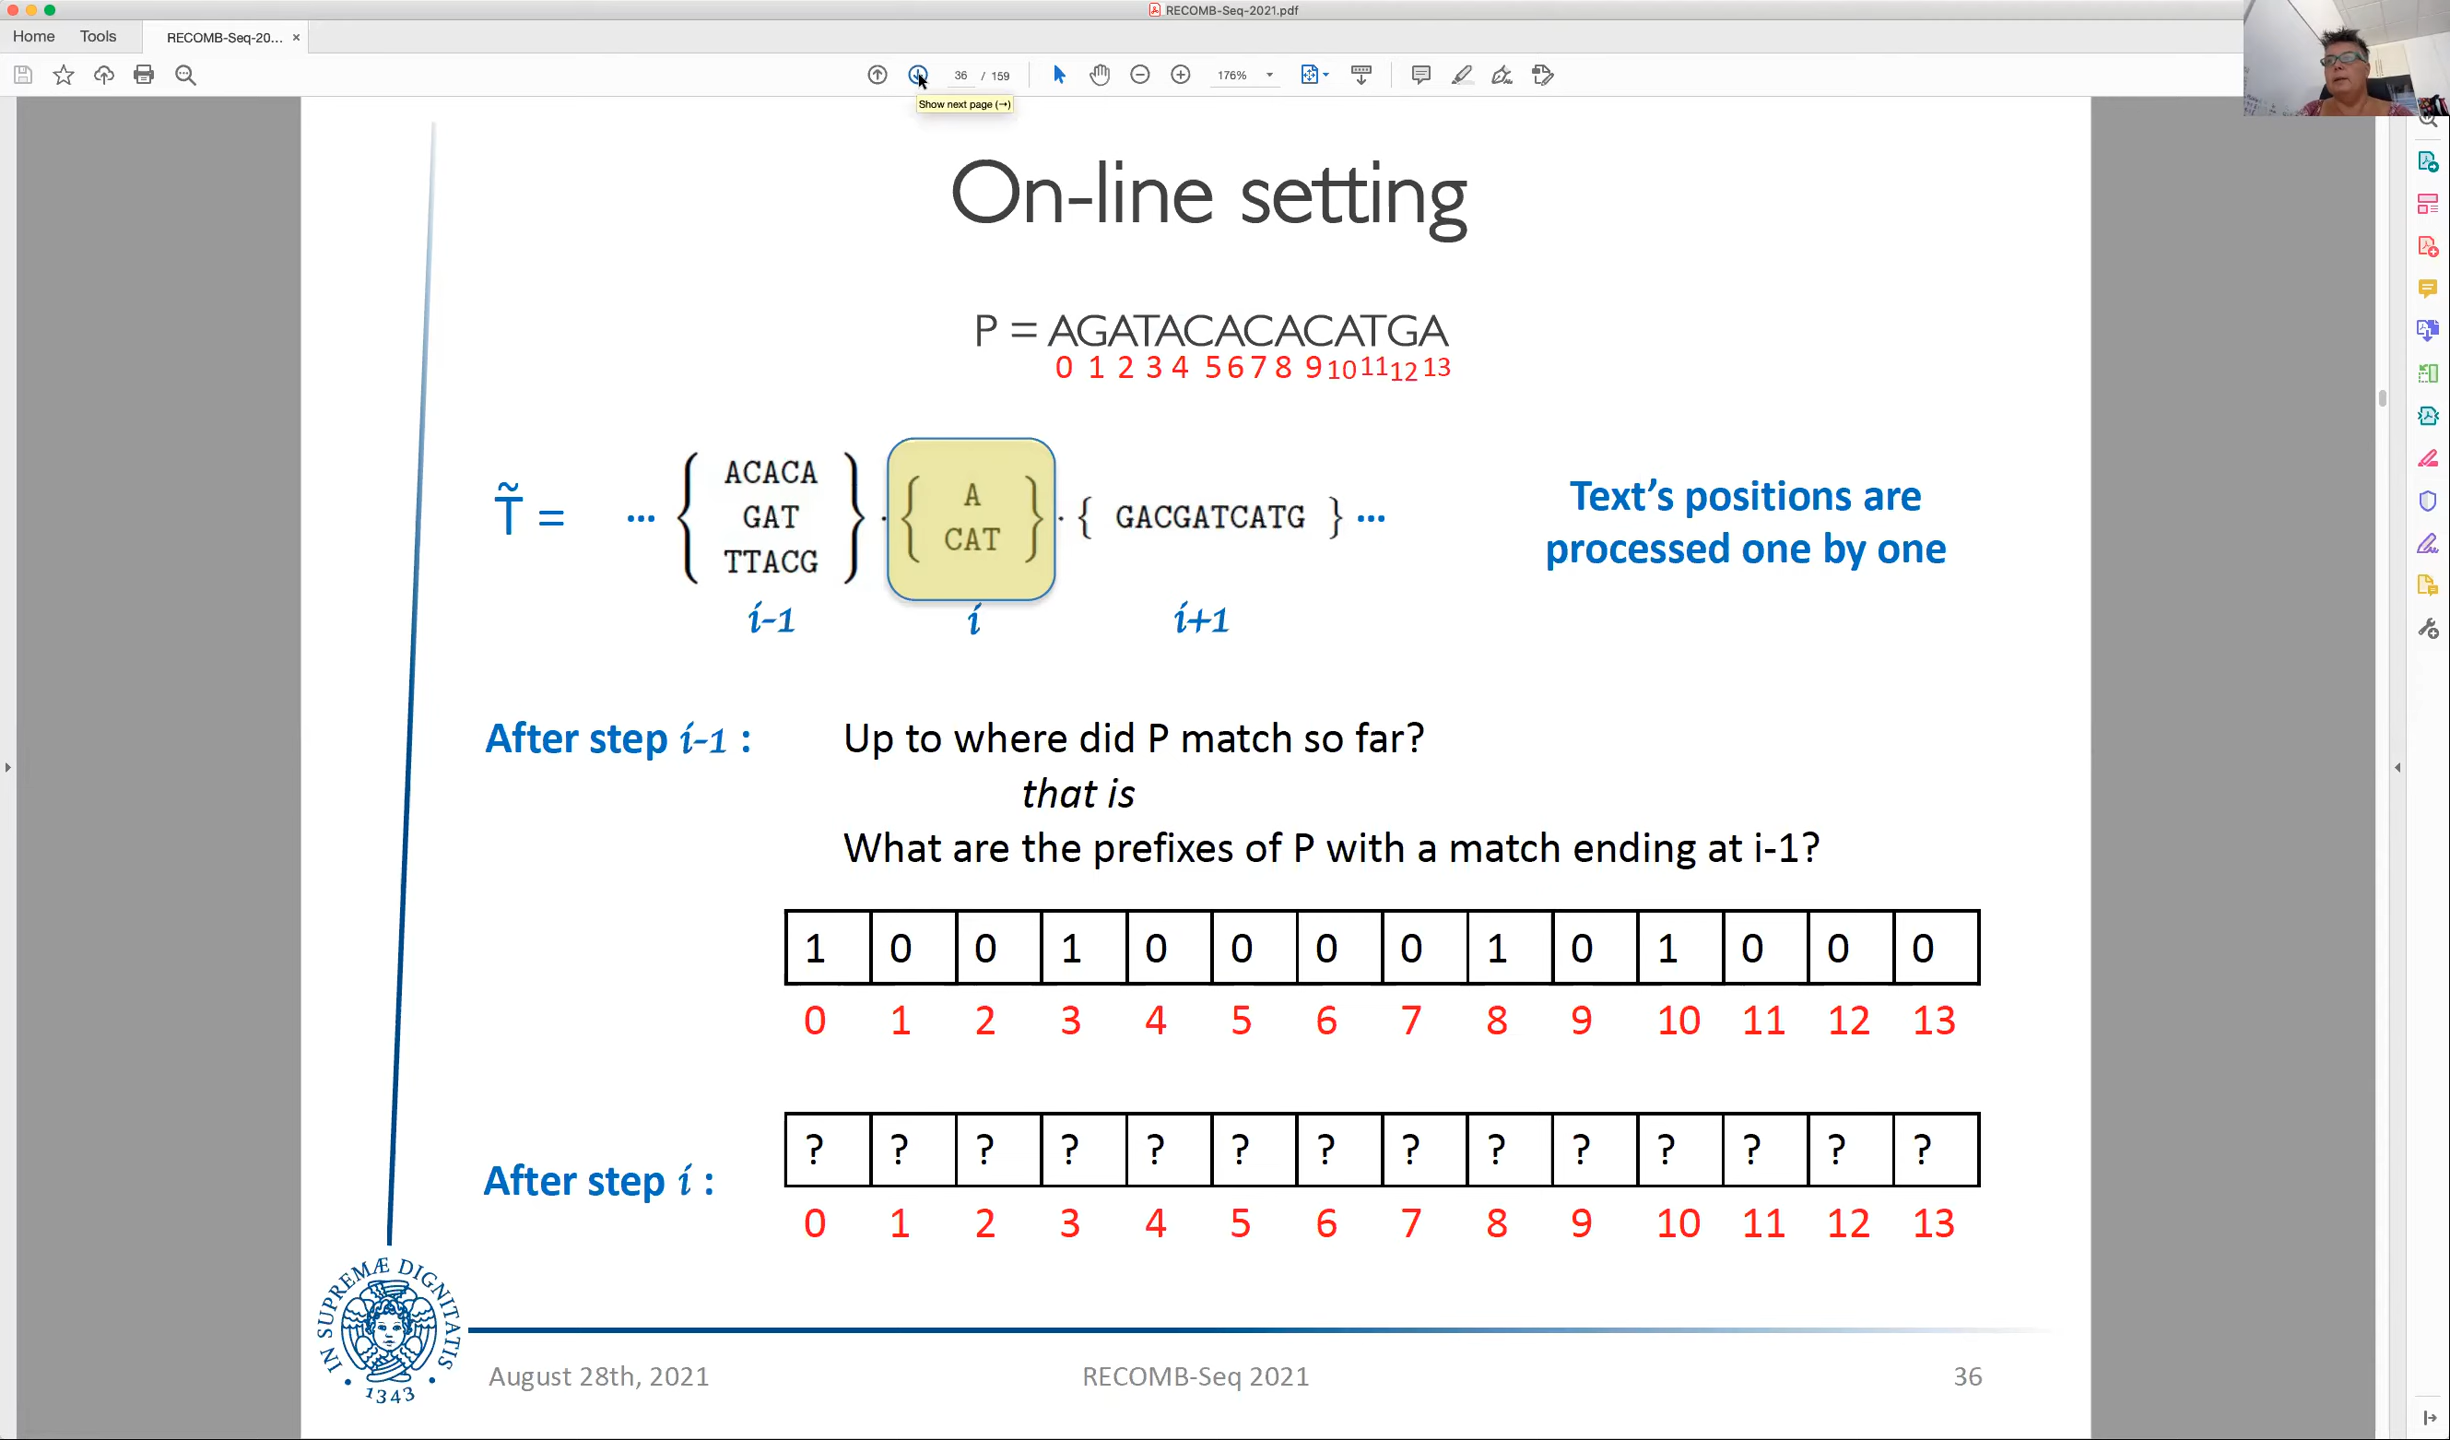 RECOMB-Seq-2021.pdf
Home Tools RECOMB-Seq-20... ×
36 / 159 176%
Show next page (→)
On-line setting
P = AGATACACACATGA
0 1 2 3 4 5 6 7 8 9 10 11 12 13
T̃ = ... { ACACA GAT TTACG } · { A CAT } · { GACGATCATG } ...
i-1 i i+1
Text's positions are
processed one by one
After step i-1 : Up to where did P match so far?
that is
What are the prefixes of P with a match ending at i-1?
1 0 0 1 0 0 0 0 1 0 1 0 0 0
0 1 2 3 4 5 6 7 8 9 10 11 12 13
After step i : ? ? ? ? ? ? ? ? ? ? ? ? ? ?
0 1 2 3 4 5 6 7 8 9 10 11 12 13
IN SUPREMÆ DIGNITATIS
· 1343 ·
August 28th, 2021 RECOMB-Seq 2021 36